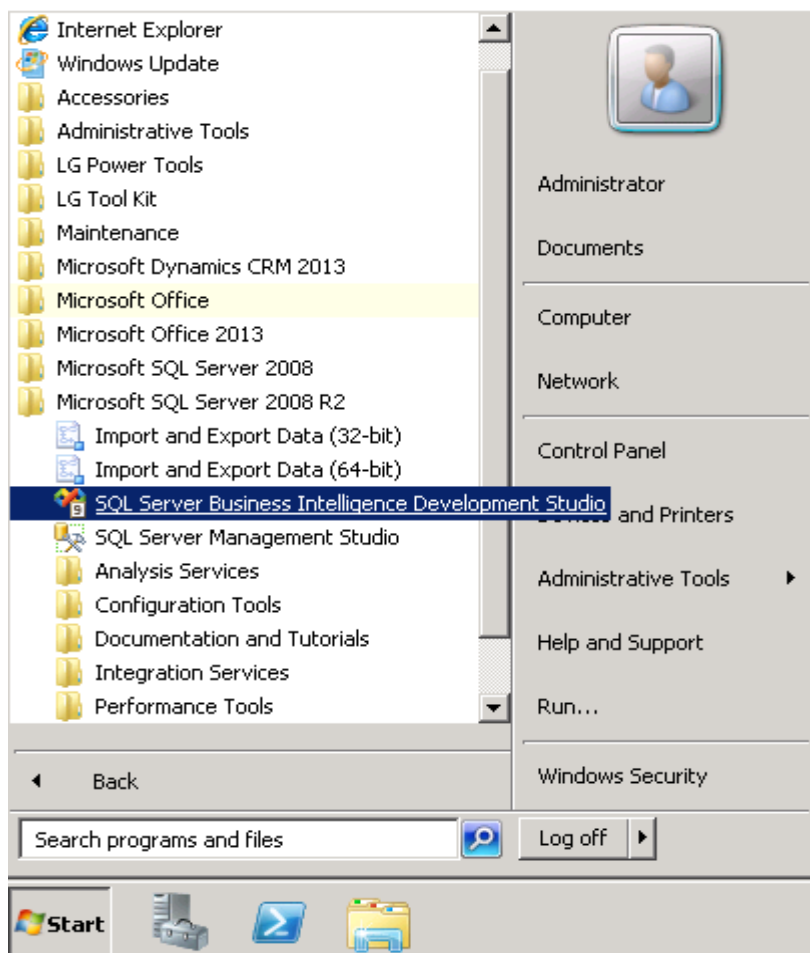 Internet Explorer
Windows Update
Accessories
Administrative Tools
LG Power Tools
LG Tool Kit
Maintenance
Microsoft Dynamics CRM 2013
Microsoft Office
Microsoft Office 2013
Microsoft SQL Server 2008
Microsoft SQL Server 2008 R2
Import and Export Data (32-bit)
Import and Export Data (64-bit)
SQL Server Business Intelligence Development Studio
SQL Server Management Studio
Analysis Services
Configuration Tools
Documentation and Tutorials
Integration Services
Performance Tools
Back
Search programs and files
Administrator
Documents
Computer
Network
Control Panel
and Printers
Administrative Tools
Help and Support
Run...
Windows Security
Log off
Start